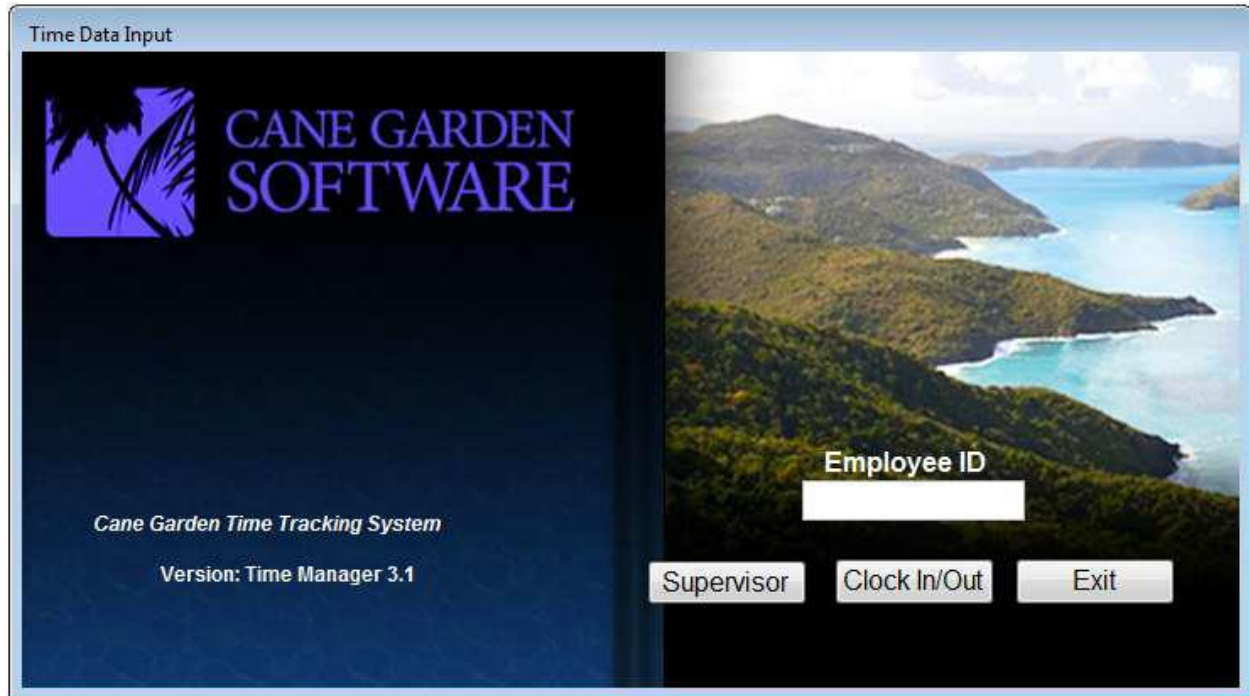 Time Data Input
CANE GARDEN
SOFTWARE
Employee ID
Cane Garden Time Tracking System
Version: Time Manager 3.1
Supervisor
Clock In/Out
Exit